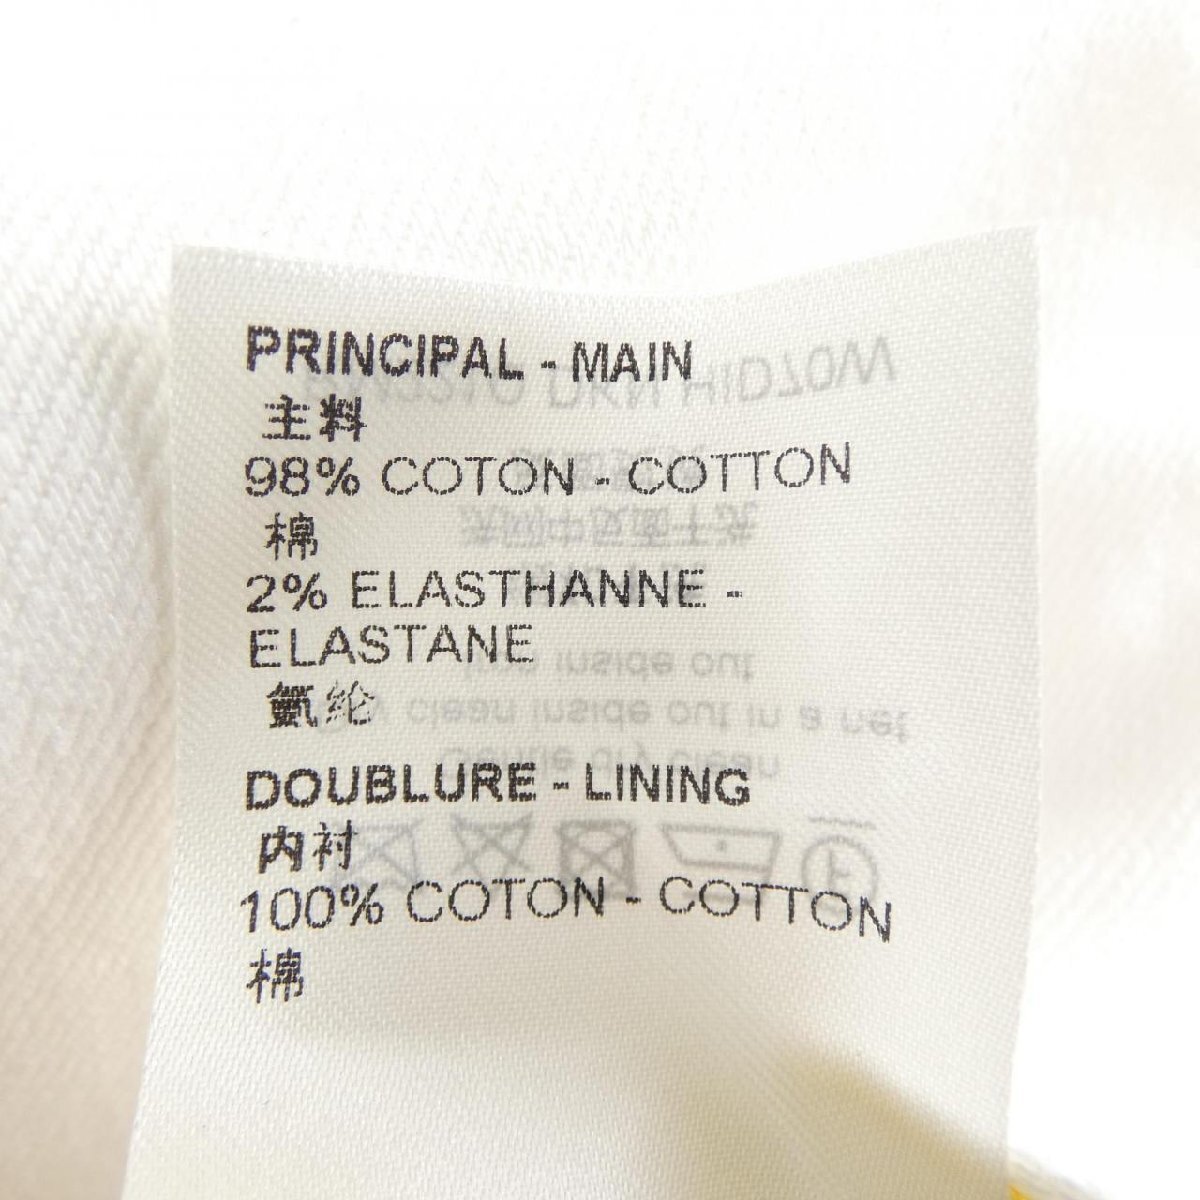 PRINCIPAL - MAIN
主料
98% COTON - COTTON
棉
2% ELASTHANNE -
ELASTANE
氨纶
DOUBLURE - LINING
内衬
100% COTON - COTTON
棉